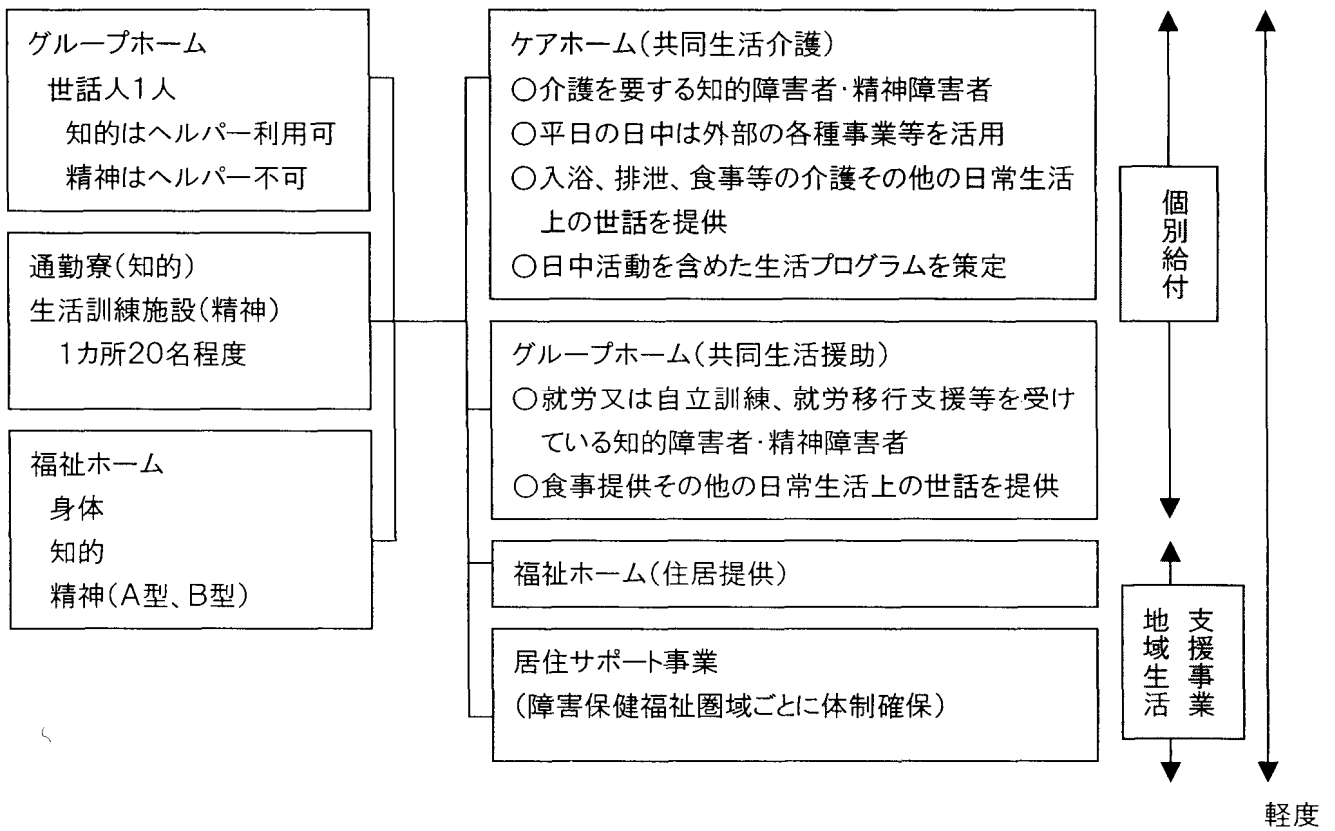 グループホーム
世話人1人
知的はヘルパー利用可
精神はヘルパー不可
通勤寮(知的)
生活訓練施設(精神)
1カ所20名程度
福祉ホーム
身体
知的
精神(A型、B型)
ケアホーム(共同生活介護)
○介護を要する知的障害者・精神障害者
○平日の日中は外部の各種事業等を活用
○入浴、排泄、食事等の介護その他の日常生活
上の世話を提供
○日中活動を含めた生活プログラムを策定
グループホーム(共同生活援助)
○就労又は自立訓練、就労移行支援等を受け
ている知的障害者・精神障害者
○食事提供その他の日常生活上の世話を提供
福祉ホーム(住居提供)
居住サポート事業
(障害保健福祉圏域ごとに体制確保)
個別給付
支援事業
地域生活
軽度